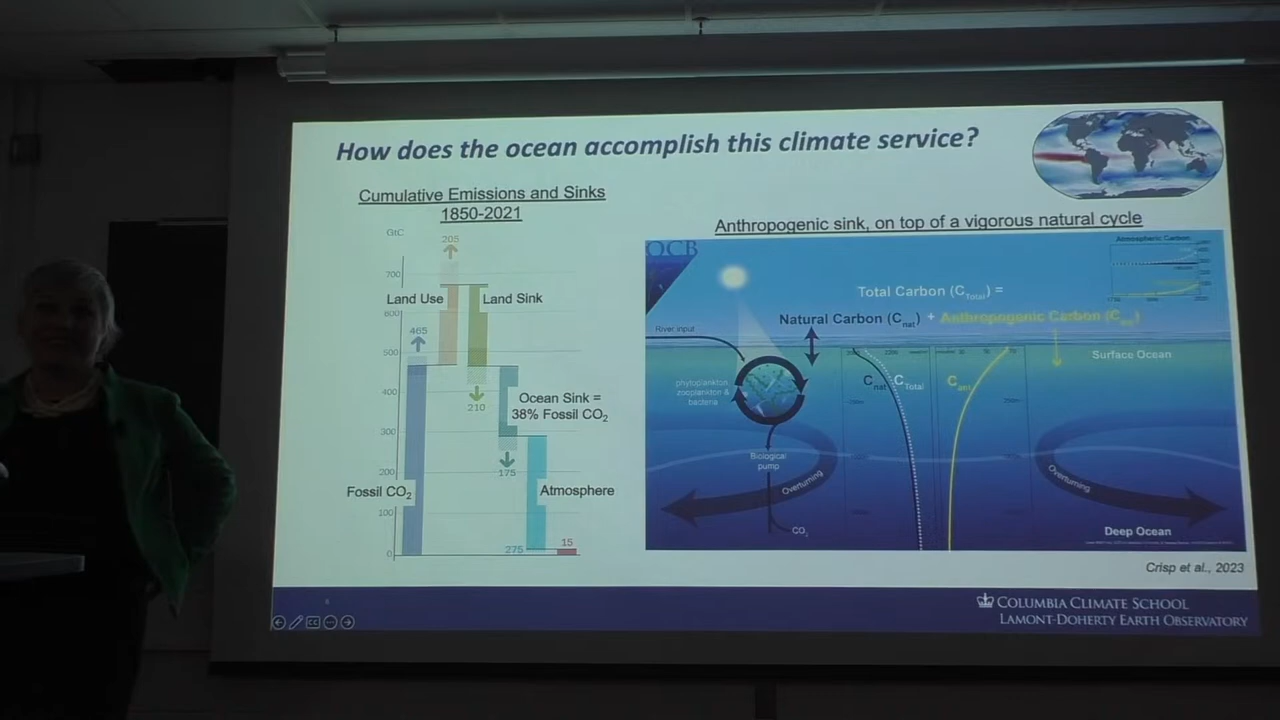 How does the ocean accomplish this climate service?
Cumulative Emissions and Sinks
1850-2021
GtC
205
700
Land Use
Land Sink
600
465
500
400
210
Ocean Sink =
38% Fossil CO₂
300
200
175
Fossil CO₂
Atmosphere
100
0
275
15
Anthropogenic sink, on top of a vigorous natural cycle
OCB
Atmospheric Carbon
Total Carbon (CTotal) =
Natural Carbon (Cnat) + Anthropogenic Carbon (Cant)
River input
Surface Ocean
phytoplankton
zooplankton &
bacteria
Cnat
CTotal
Cant
Biological
pump
Overturning
Overturning
CO₂
Deep Ocean
Crisp et al., 2023
6
CC
COLUMBIA CLIMATE SCHOOL
LAMONT-DOHERTY EARTH OBSERVATORY